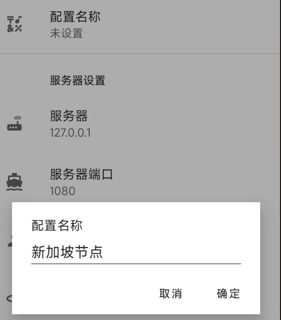 配置名称
未设置
服务器设置
服务器
127.0.0.1
服务器端口
1080
配置名称
新加坡节点
取消 确定